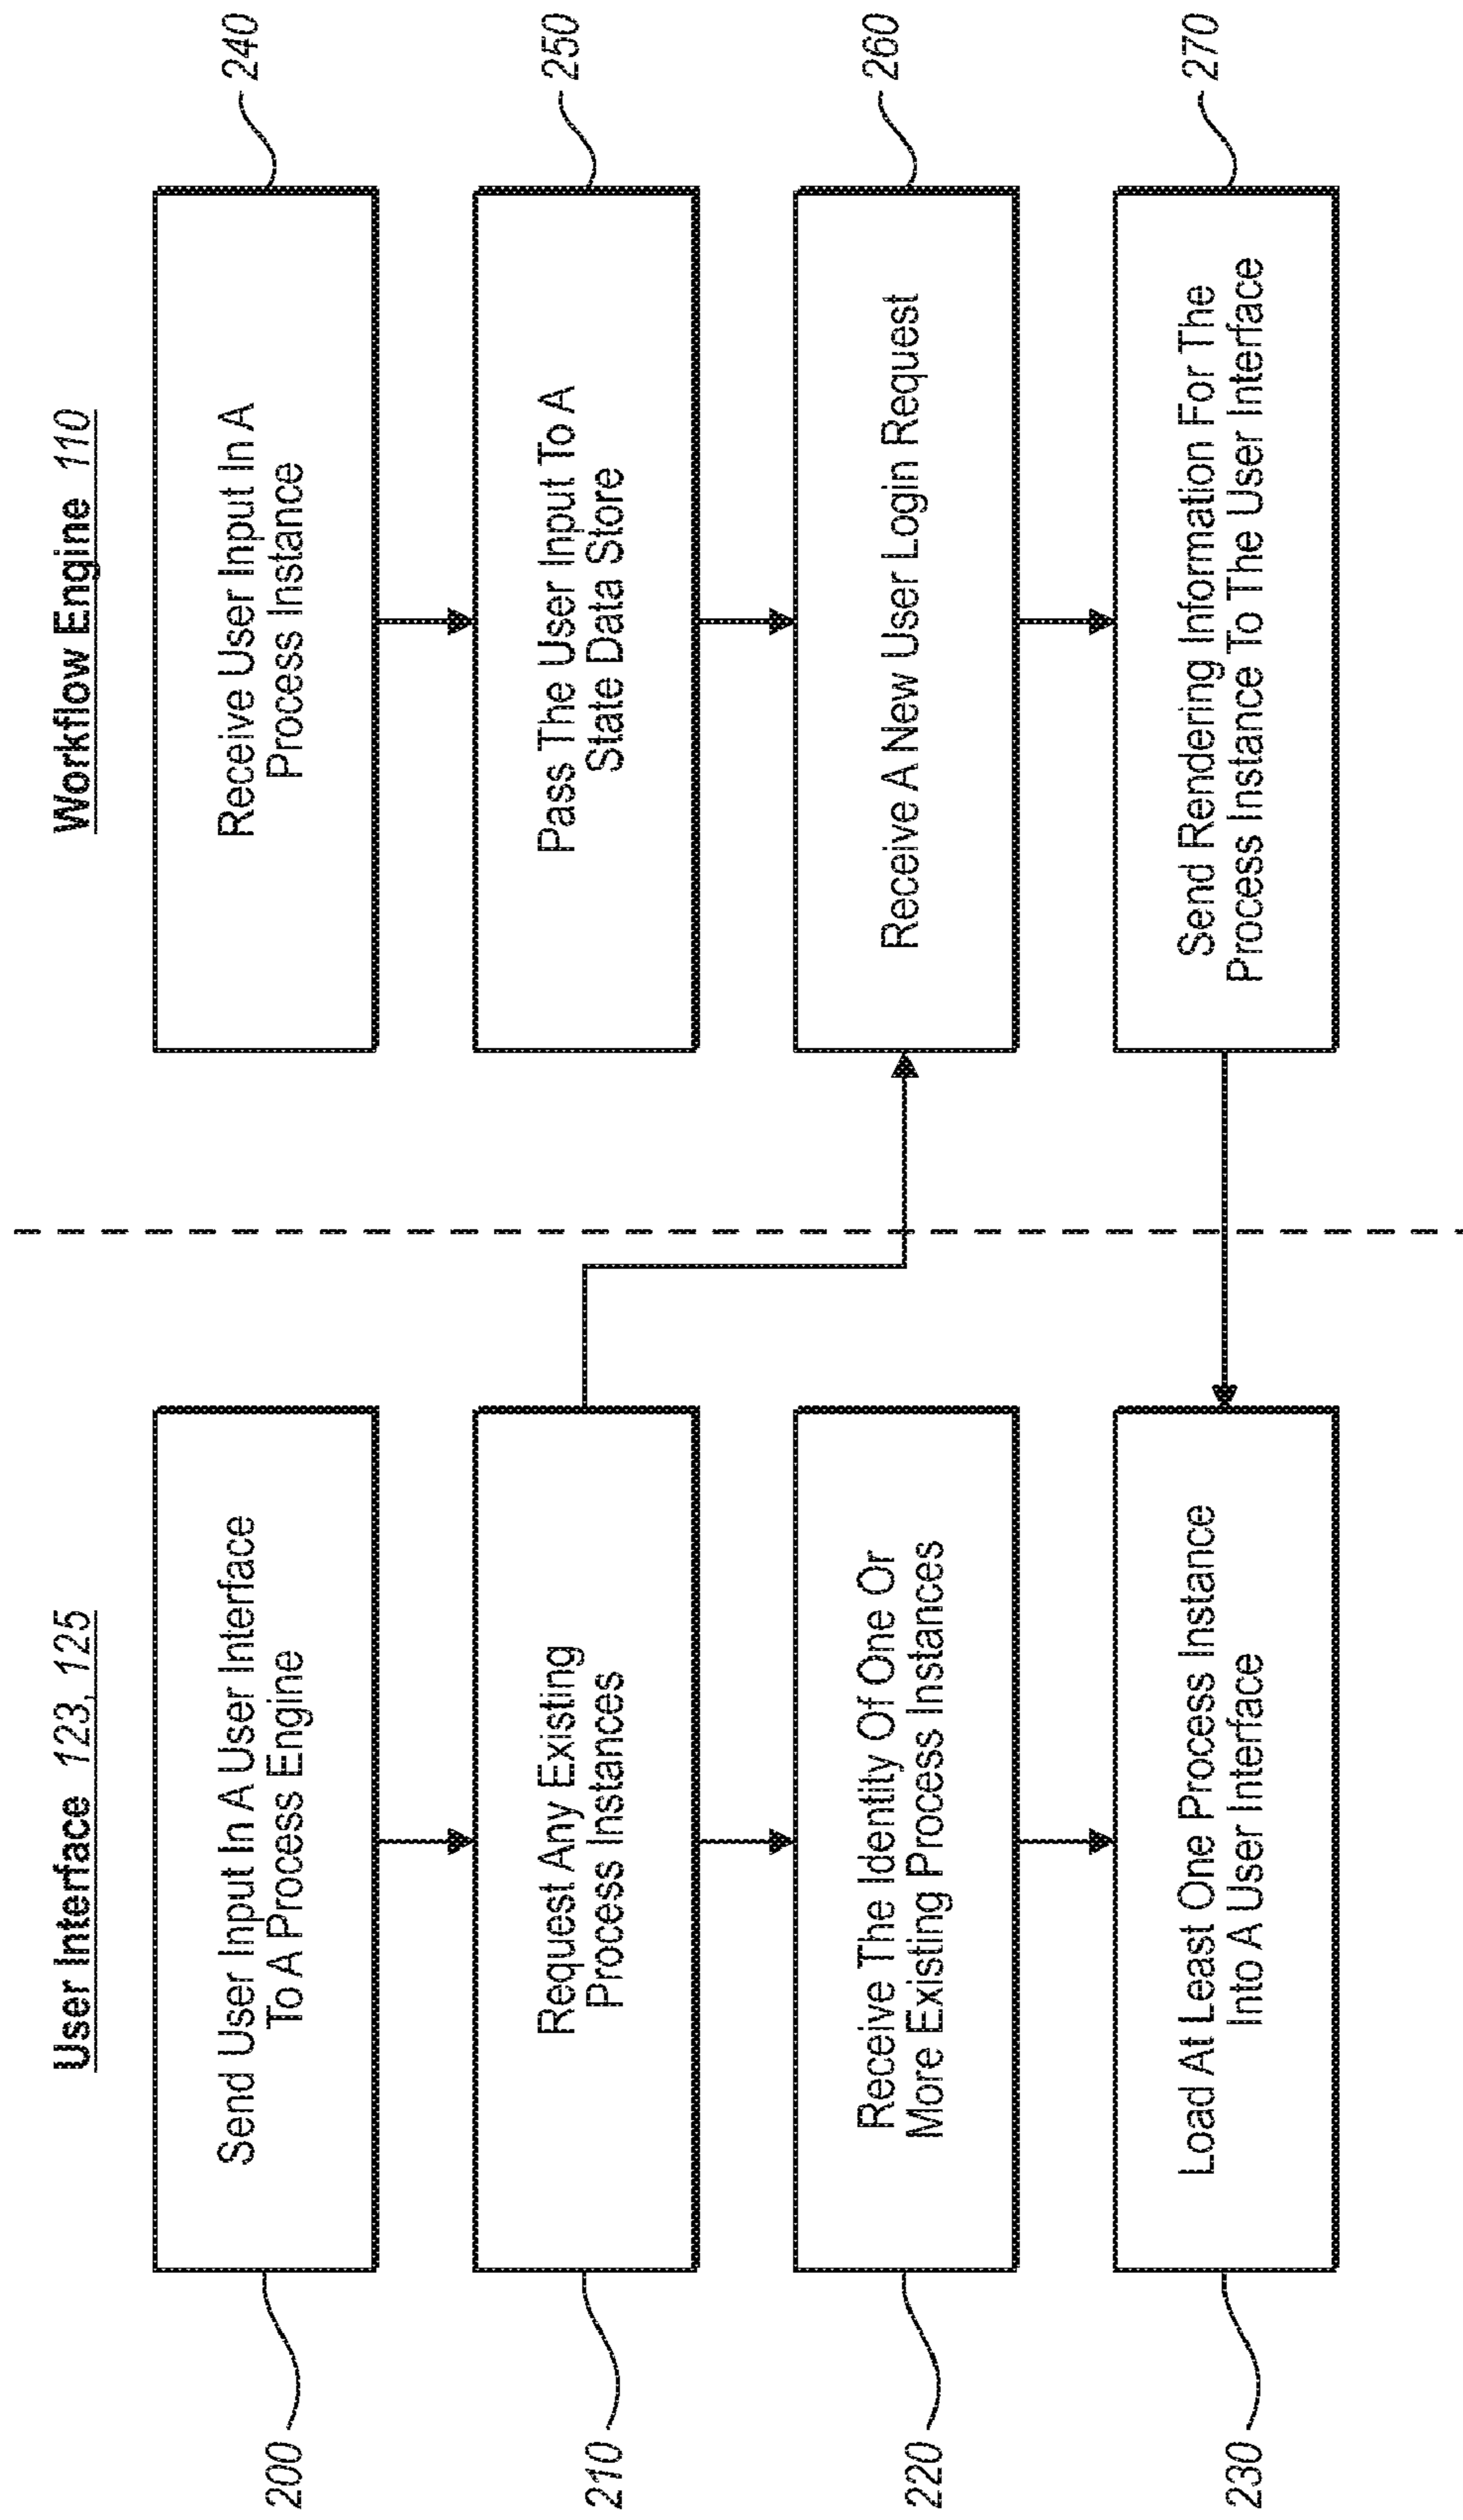 User Interface 123, 125
200
Send User Input In A User Interface
To A Process Engine
210
Request Any Existing
Process Instances
220
Receive The Identity Of One Or
More Existing Process Instances
230
Load At Least One Process Instance
Into A User Interface
Workflow Engine 110
Receive User Input In A
Process Instance
240
Pass The User Input To A
State Data Store
250
Receive A New User Login Request
260
Send Rendering Information For The
Process Instance To The User Interface
270